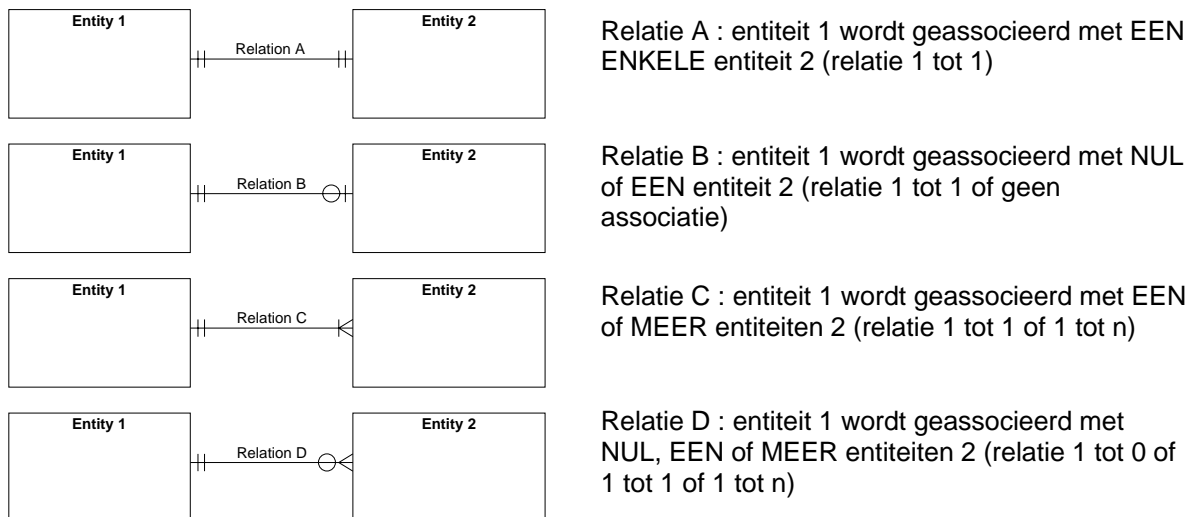 Entity 1
Entity 2
Relation A
Relatie A : entiteit 1 wordt geassocieerd met EEN
ENKELE entiteit 2 (relatie 1 tot 1)
Entity 1
Entity 2
Relation B
Relatie B : entiteit 1 wordt geassocieerd met NUL
of EEN entiteit 2 (relatie 1 tot 1 of geen
associatie)
Entity 1
Entity 2
Relation C
Relatie C : entiteit 1 wordt geassocieerd met EEN
of MEER entiteiten 2 (relatie 1 tot 1 of 1 tot n)
Entity 1
Entity 2
Relation D
Relatie D : entiteit 1 wordt geassocieerd met
NUL, EEN of MEER entiteiten 2 (relatie 1 tot 0 of
1 tot 1 of 1 tot n)